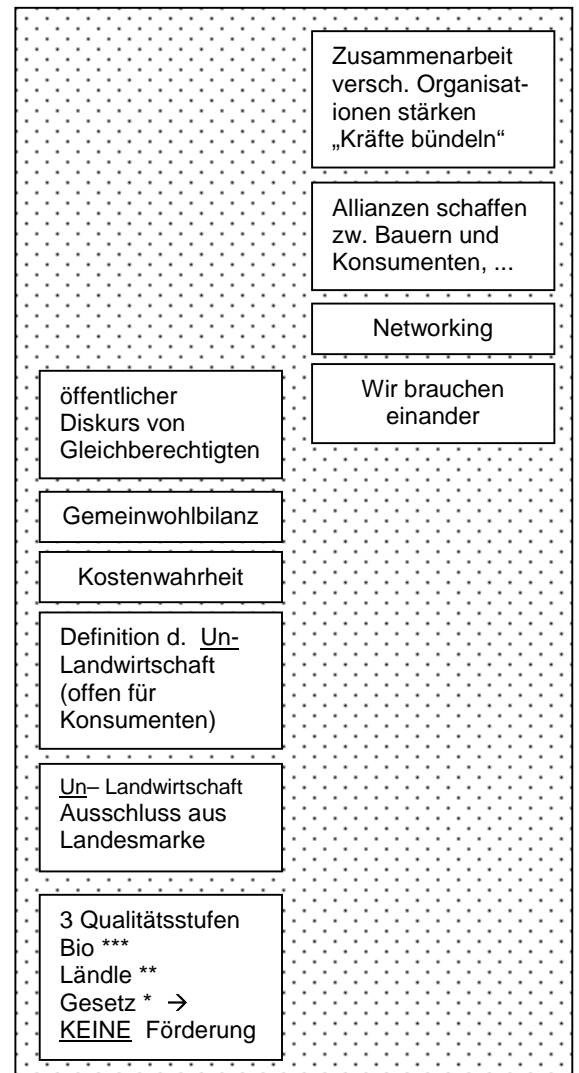 Zusammenarbeit
versch. Organisat-
ionen stärken
„Kräfte bündeln“
Allianzen schaffen
zw. Bauern und
Konsumenten, ...
Networking
Wir brauchen
einander
öffentlicher
Diskurs von
Gleichberechtigten
Gemeinwohlbilanz
Kostenwahrheit
Definition d. Un-
Landwirtschaft
(offen für
Konsumenten)
Un– Landwirtschaft
Ausschluss aus
Landesmarke
3 Qualitätsstufen
Bio ***
Ländle **
Gesetz * →
KEINE Förderung